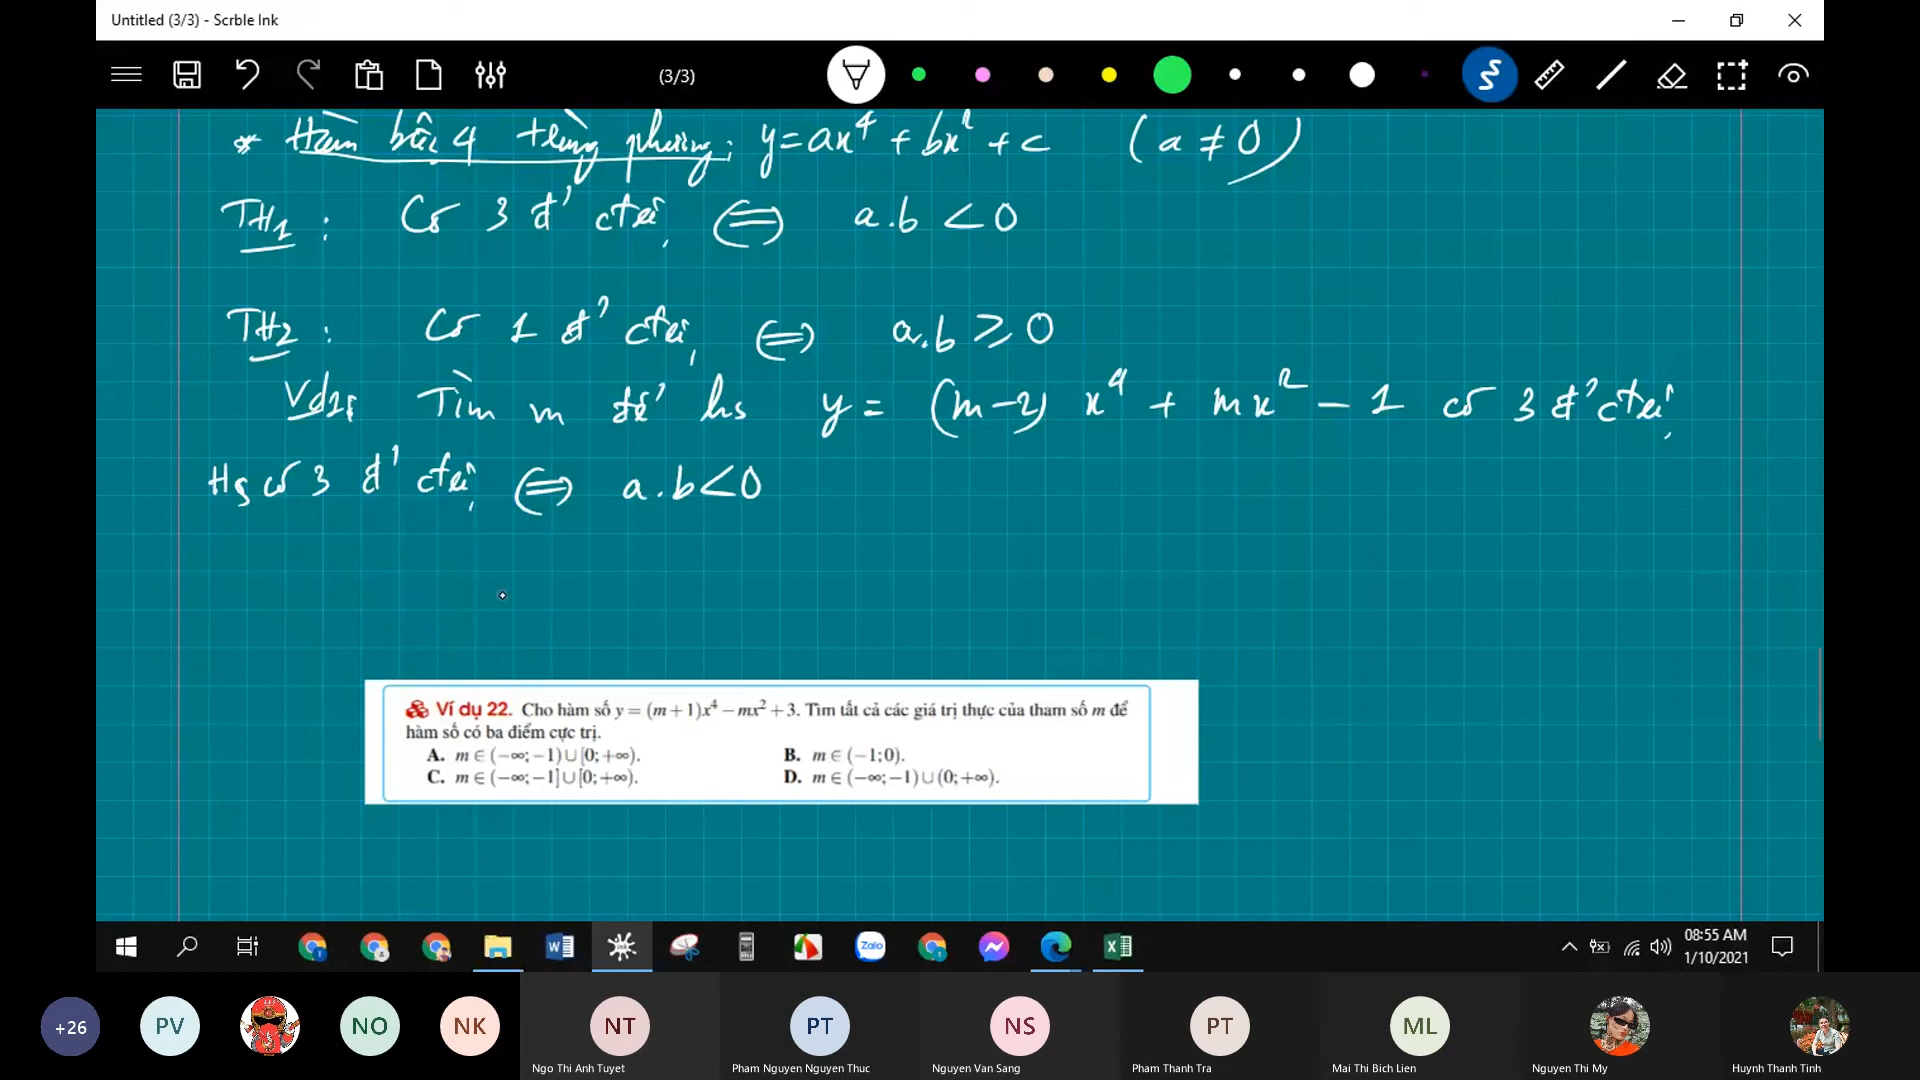 Untitled (3/3) - Scrble Ink
(3/3)
* Hàm bậc 4 trùng phương: y = ax⁴ + bx² + c (a ≠ 0)
TH1: Có 3 đ' ctrị ⇔ a.b < 0
TH2: Có 1 đ' ctrị ⇔ a.b ⩾ 0
Vd1: Tìm m để hs y = (m-2) x⁴ + mx² - 1 có 3 đ' ctrị
Hs có 3 đ' ctrị ⇔ a.b < 0
Ví dụ 22. Cho hàm số y = (m+1)x⁴ − mx² + 3. Tìm tất cả các giá trị thực của tham số m để
hàm số có ba điểm cực trị.
A. m ∈ (−∞; −1) ∪ [0; +∞). B. m ∈ (−1; 0).
C. m ∈ (−∞; −1] ∪ [0; +∞). D. m ∈ (−∞; −1) ∪ (0; +∞).
Zalo
08:55 AM
1/10/2021
+26 PV NO NK NT PT NS PT ML
Ngo Thi Anh Tuyet Pham Nguyen Nguyen Thuc Nguyen Van Sang Pham Thanh Tra Mai Thi Bich Lien Nguyen Thi My Huynh Thanh Tinh